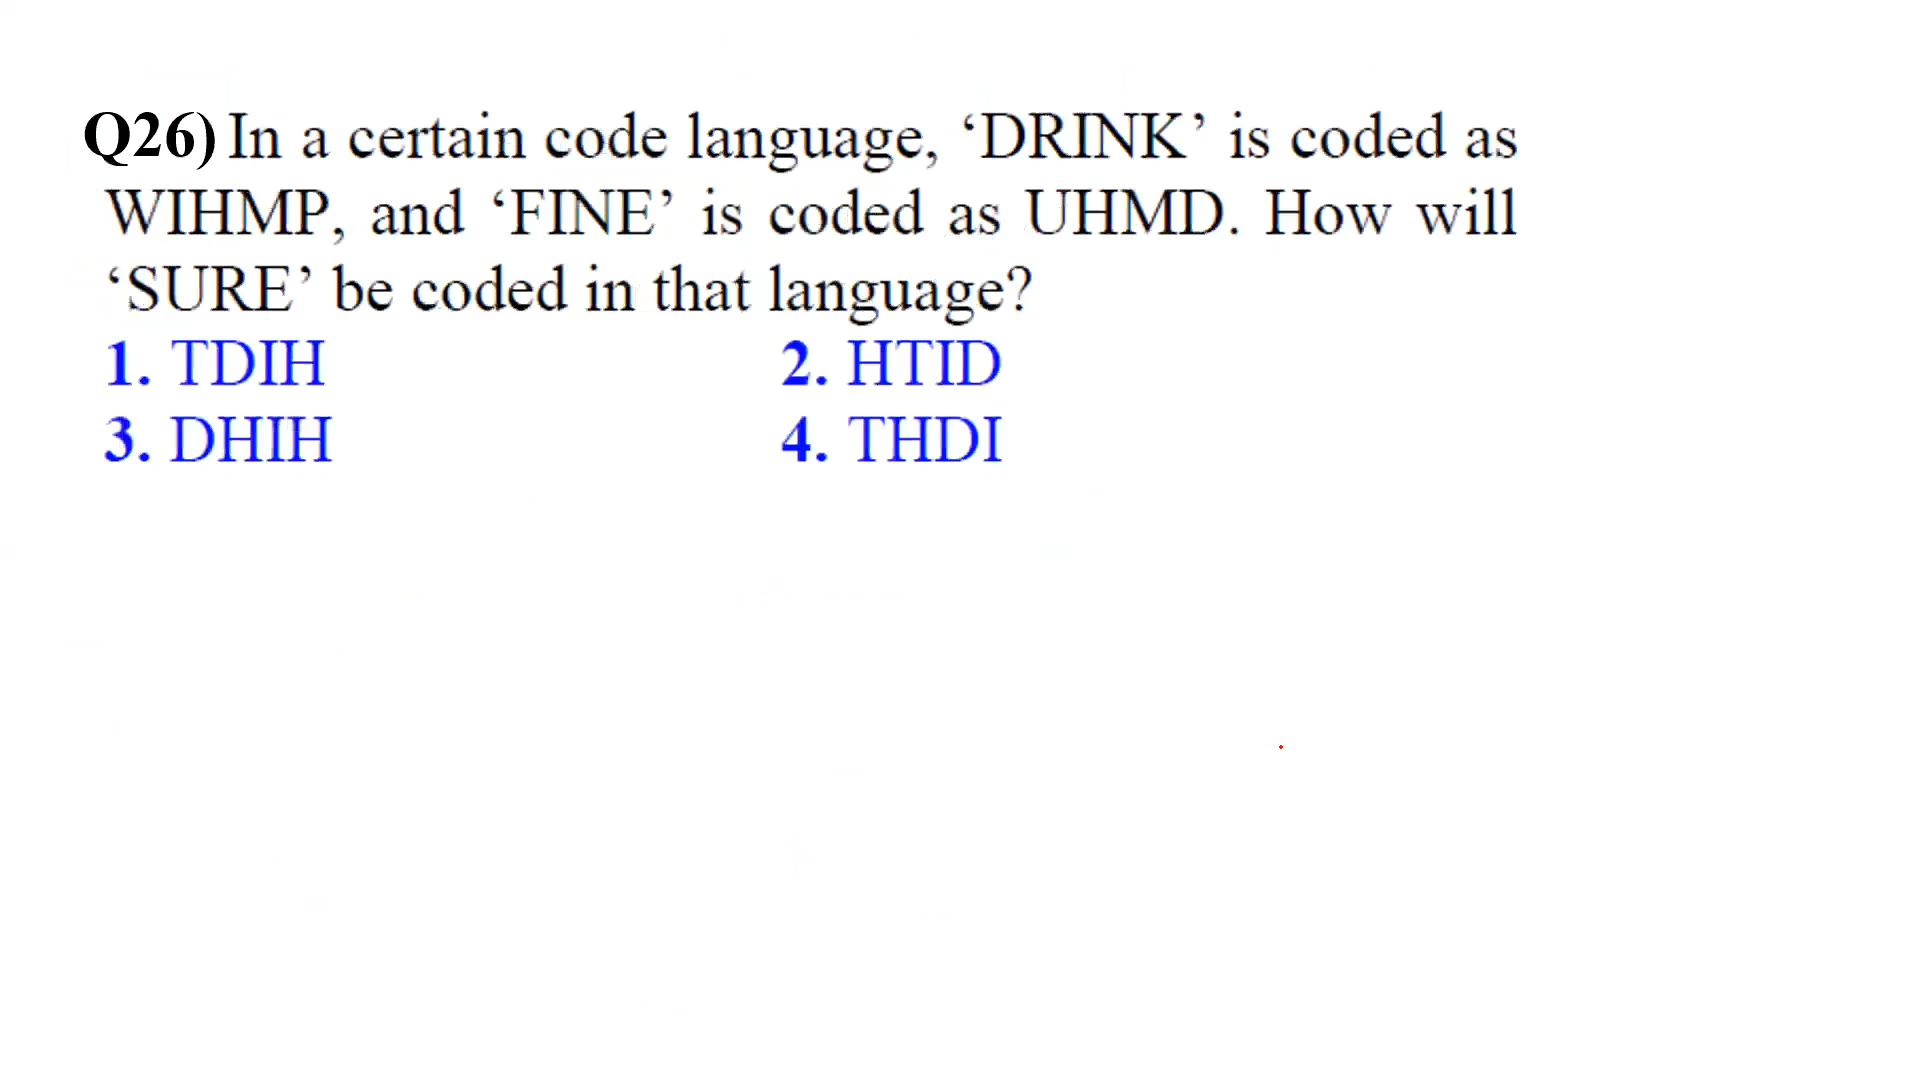 Q26) In a certain code language, ‘DRINK’ is coded as
WIHMP, and ‘FINE’ is coded as UHMD. How will
‘SURE’ be coded in that language?
1. TDIH 2. HTID
3. DHIH 4. THDI